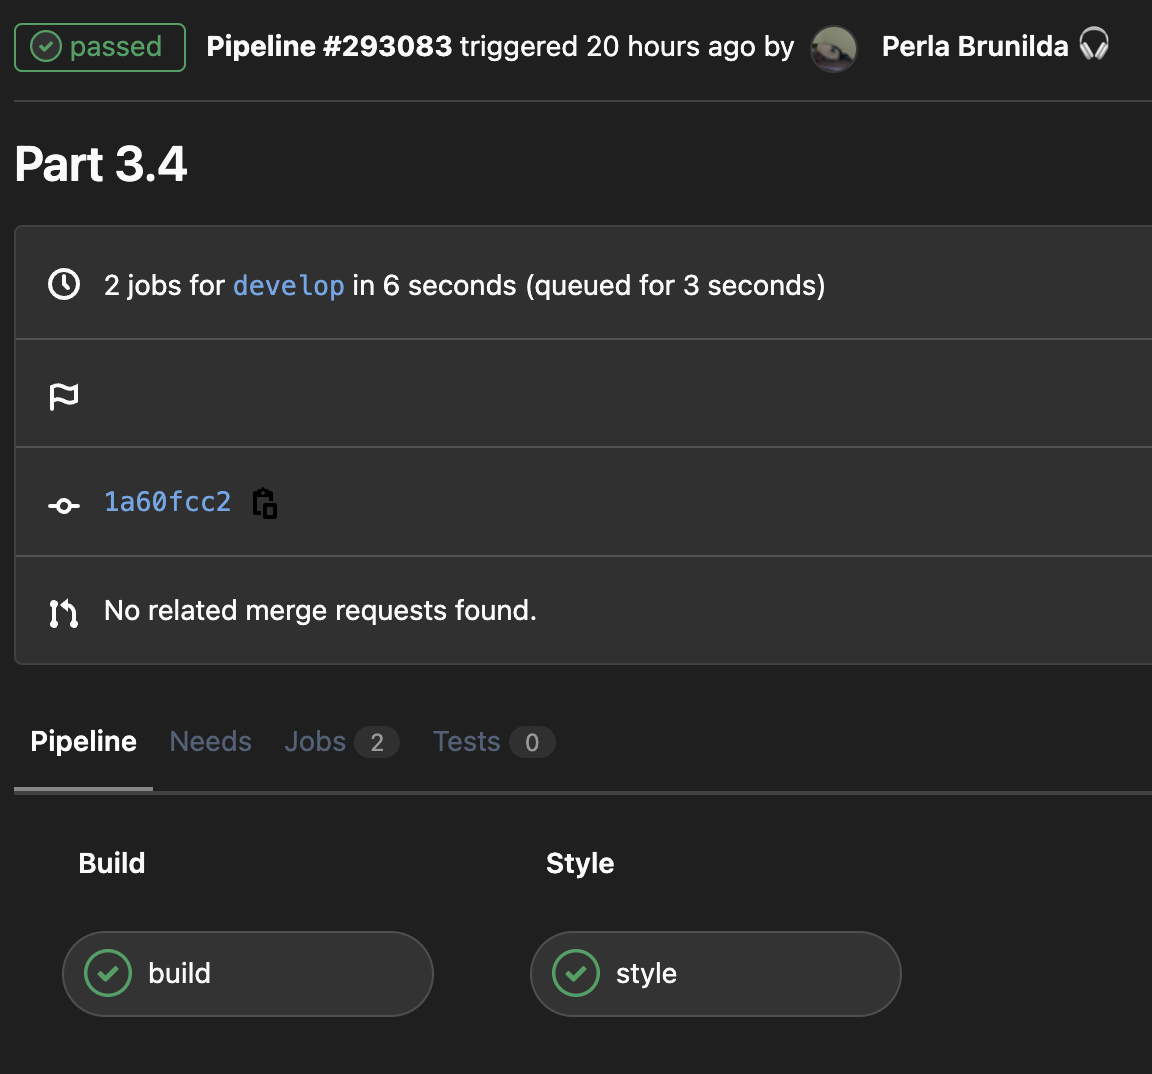 passed Pipeline #293083 triggered 20 hours ago by Perla Brunilda
Part 3.4
2 jobs for develop in 6 seconds (queued for 3 seconds)
1a60fcc2
No related merge requests found.
Pipeline Needs Jobs 2 Tests 0
Build Style
build style